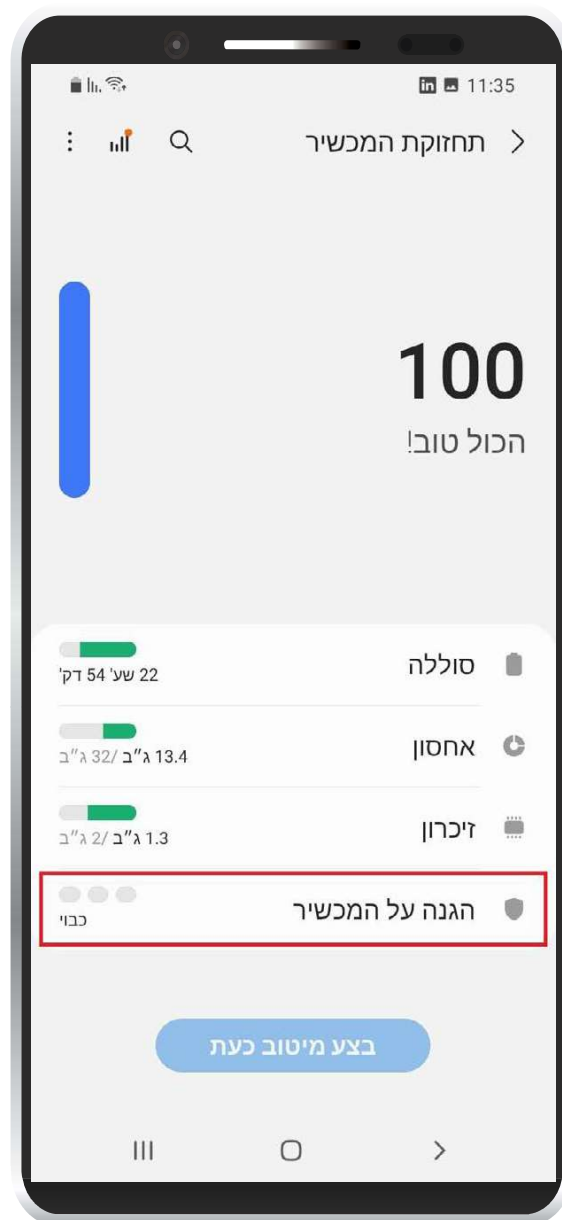 11:35
תחזוקת המכשיר
100
הכול טוב!
סוללה
22 שע' 54 דק'
אחסון
13.4 ג״ב /32 ג״ב
זיכרון
1.3 ג״ב /2 ג״ב
הגנה על המכשיר
כבוי
בצע מיטוב כעת